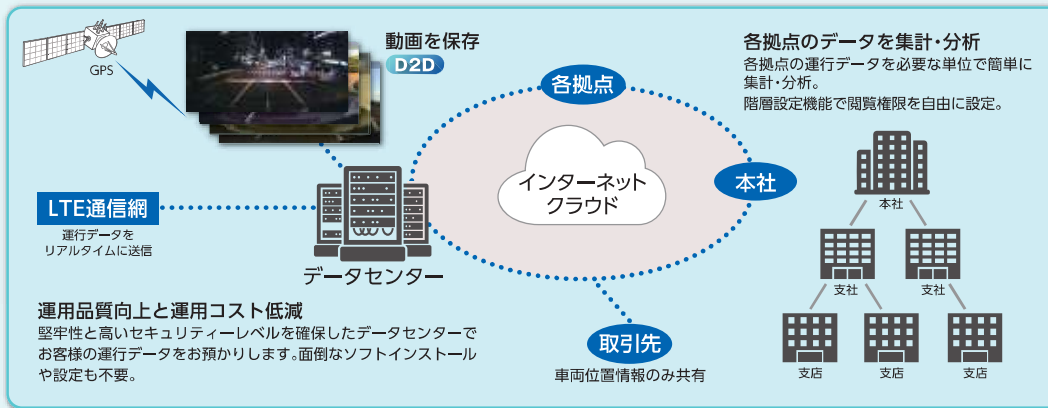 GPS
動画を保存
D2D
各拠点
インターネット
クラウド
本社
LTE通信網
運行データを
リアルタイムに送信
データセンター
運用品質向上と運用コスト低減
堅牢性と高いセキュリティーレベルを確保したデータセンターで
お客様の運行データをお預かりします。面倒なソフトインストール
や設定も不要。
取引先
車両位置情報のみ共有
各拠点のデータを集計・分析
各拠点の運行データを必要な単位で簡単に
集計・分析。
階層設定機能で閲覧権限を自由に設定。
本社
支社
支社
支店
支店
支店